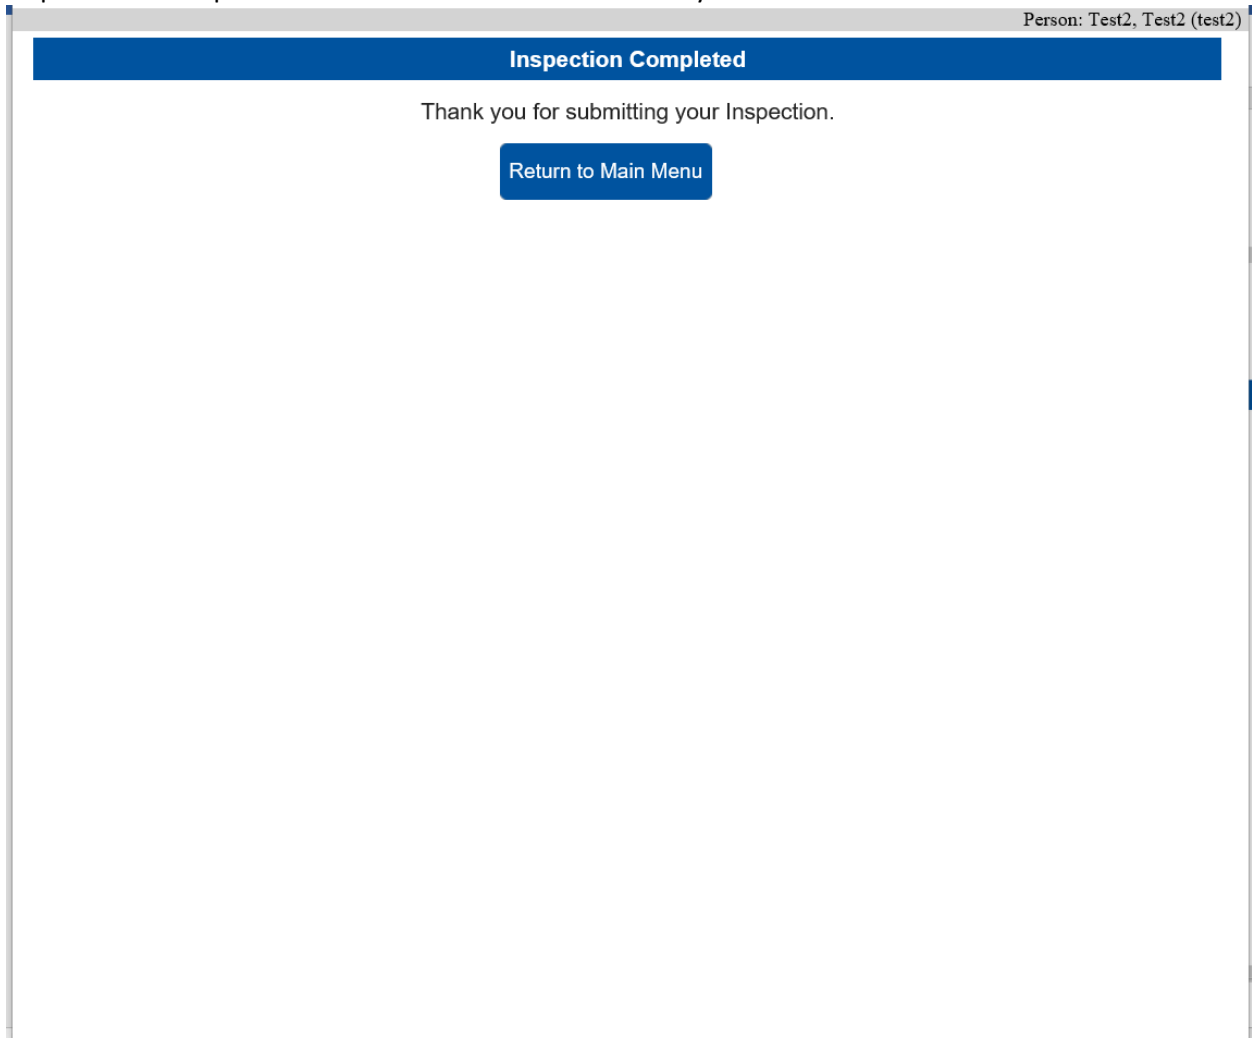 Person: Test2, Test2 (test2)
Inspection Completed
Thank you for submitting your Inspection.
Return to Main Menu